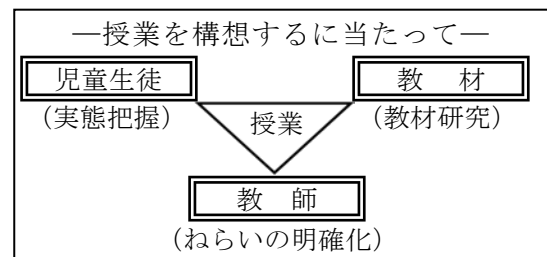 ―授業を構想するに当たって―
児童生徒
教　材
(実態把握)
授業
(教材研究)
教　師
(ねらいの明確化)